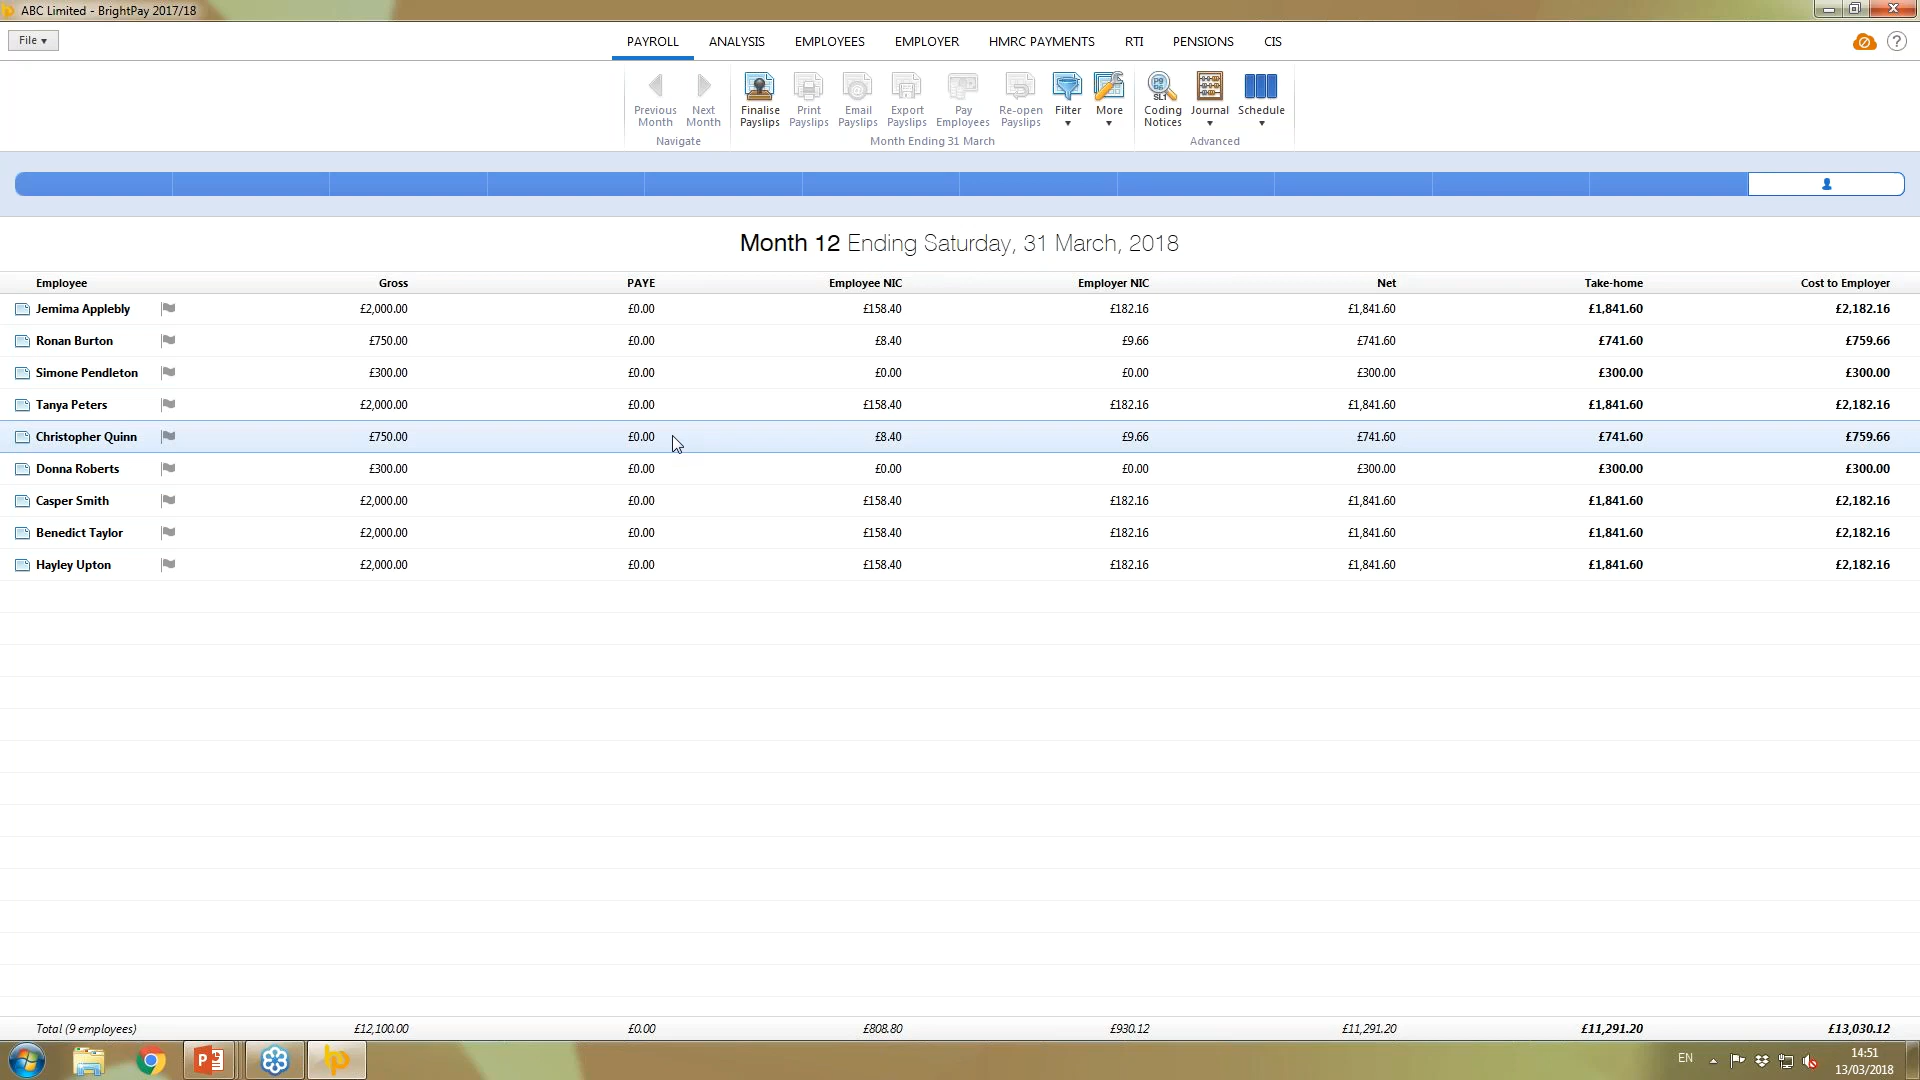 ABC Limited - BrightPay 2017/18
File
PAYROLL ANALYSIS EMPLOYEES EMPLOYER HMRC PAYMENTS RTI PENSIONS CIS
Previous Month Next Month Finalise Payslips Print Payslips Email Payslips Export Payslips Pay Employees Re-open Payslips Filter More Coding Notices Journal Schedule
Navigate Month Ending 31 March Advanced
Month 12 Ending Saturday, 31 March, 2018
Employee Gross PAYE Employee NIC Employer NIC Net Take-home Cost to Employer
Jemima Applebly £2,000.00 £0.00 £158.40 £182.16 £1,841.60 £1,841.60 £2,182.16
Ronan Burton £750.00 £0.00 £8.40 £9.66 £741.60 £741.60 £759.66
Simone Pendleton £300.00 £0.00 £0.00 £0.00 £300.00 £300.00 £300.00
Tanya Peters £2,000.00 £0.00 £158.40 £182.16 £1,841.60 £1,841.60 £2,182.16
Christopher Quinn £750.00 £0.00 £8.40 £9.66 £741.60 £741.60 £759.66
Donna Roberts £300.00 £0.00 £0.00 £0.00 £300.00 £300.00 £300.00
Casper Smith £2,000.00 £0.00 £158.40 £182.16 £1,841.60 £1,841.60 £2,182.16
Benedict Taylor £2,000.00 £0.00 £158.40 £182.16 £1,841.60 £1,841.60 £2,182.16
Hayley Upton £2,000.00 £0.00 £158.40 £182.16 £1,841.60 £1,841.60 £2,182.16
Total (9 employees) £12,100.00 £0.00 £808.80 £930.12 £11,291.20 £11,291.20 £13,030.12
EN 14:51
13/03/2018